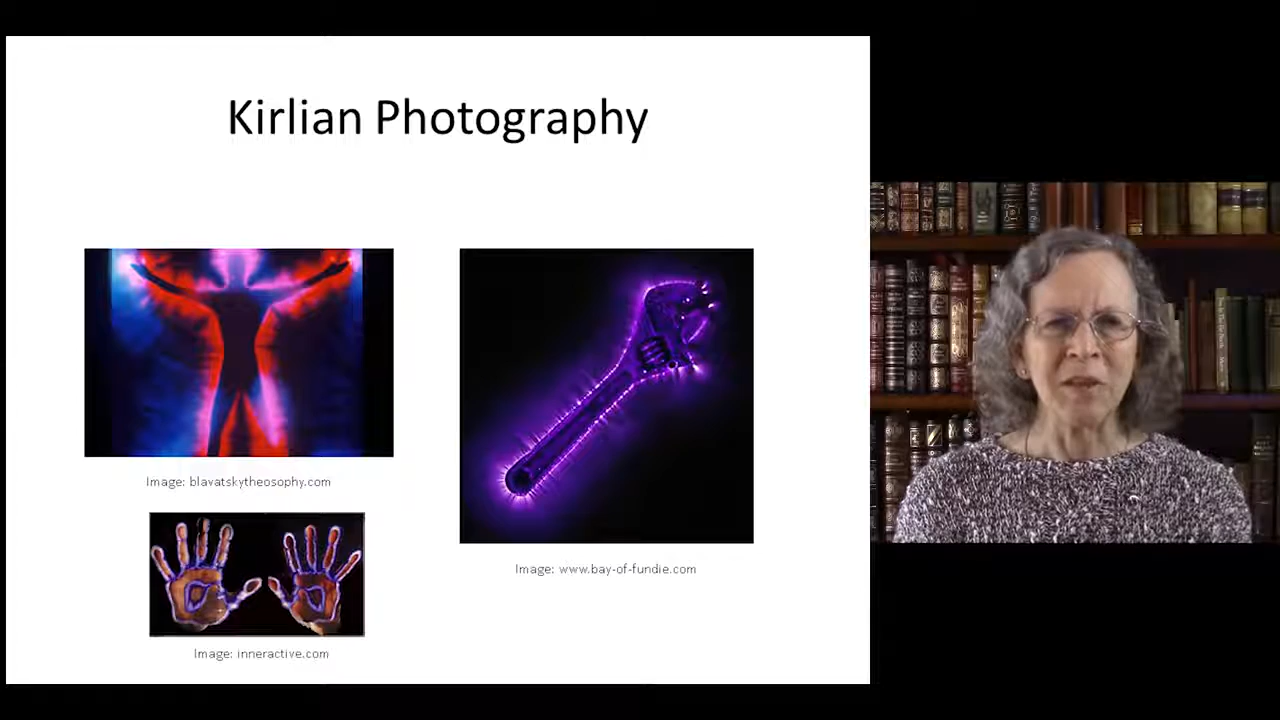 Kirlian Photography
Image: blavatskytheosophy.com
Image: www.bay-of-fundie.com
Image: inneractive.com